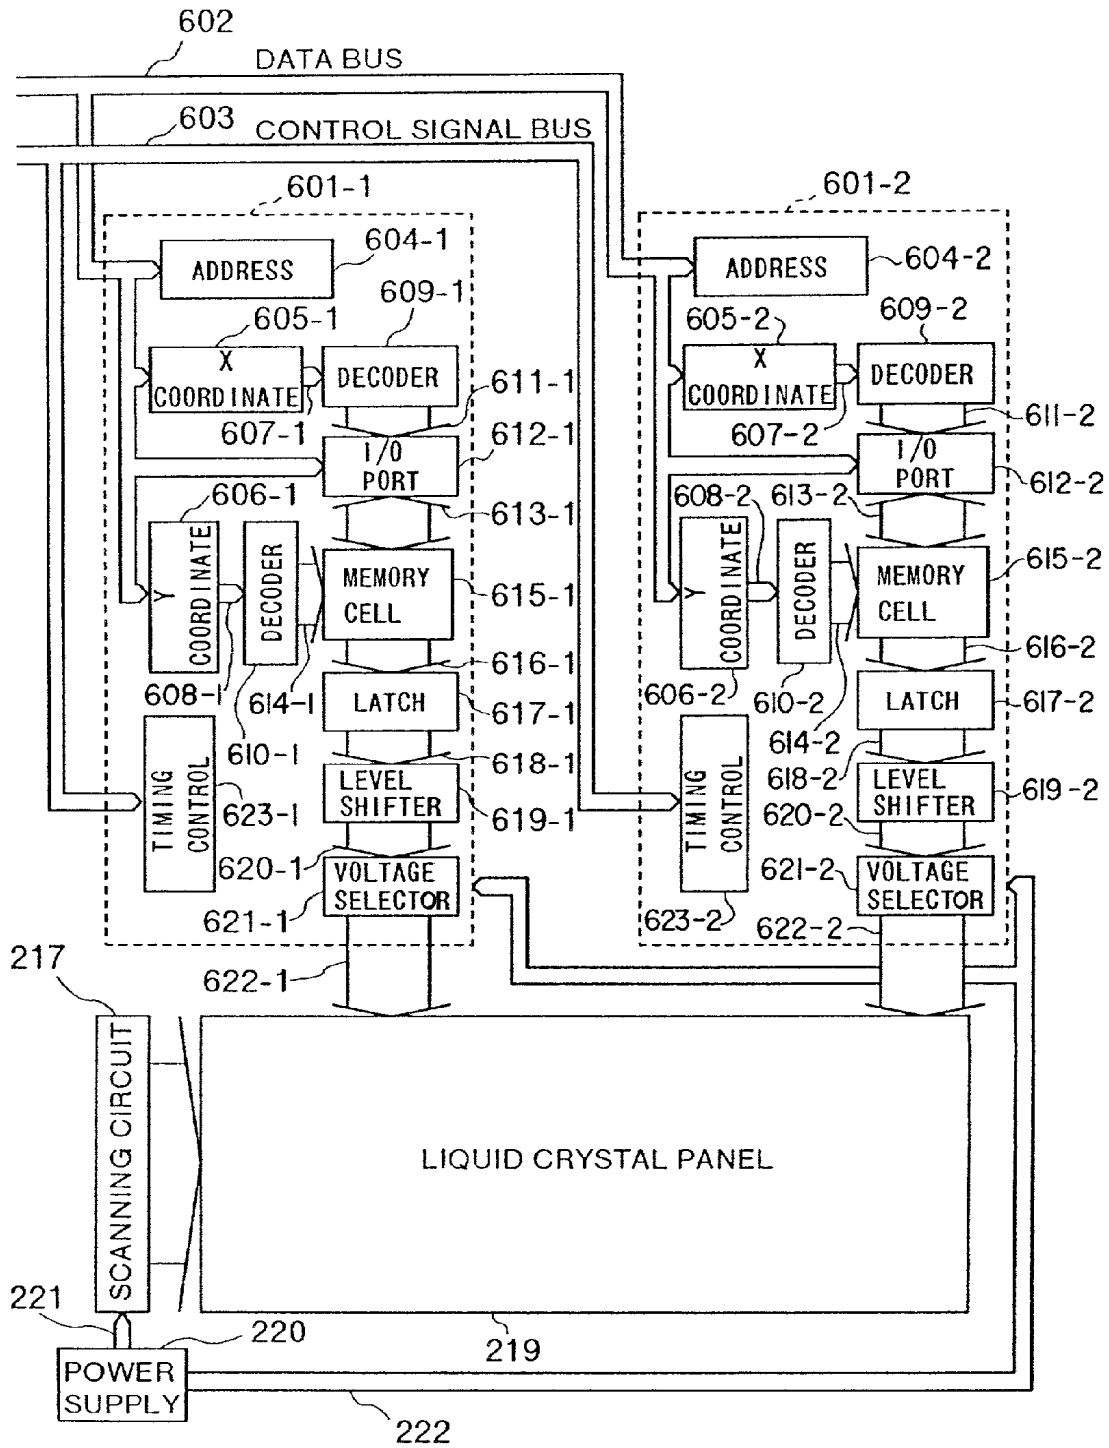 602
DATA BUS
603
CONTROL SIGNAL BUS
601-1
601-2
604-1
ADDRESS
604-2
ADDRESS
609-1
605-1
X
COORDINATE
DECODER
607-1
611-1
605-2
609-2
X
COORDINATE
DECODER
607-2
611-2
612-1
I/O
PORT
613-1
I/O
PORT
612-2
613-2
606-1
Y
COORDINATE
DECODER
MEMORY
CELL
615-1
608-1
614-1
610-1
616-1
608-2
Y
COORDINATE
DECODER
MEMORY
CELL
615-2
606-2
610-2
614-2
616-2
LATCH
617-1
618-1
LATCH
617-2
618-2
TIMING
CONTROL
623-1
LEVEL
SHIFTER
619-1
620-1
TIMING
CONTROL
623-2
LEVEL
SHIFTER
619-2
620-2
VOLTAGE
SELECTOR
621-1
622-1
VOLTAGE
SELECTOR
621-2
622-2
217
SCANNING CIRCUIT
LIQUID CRYSTAL PANEL
219
221
220
POWER
SUPPLY
222